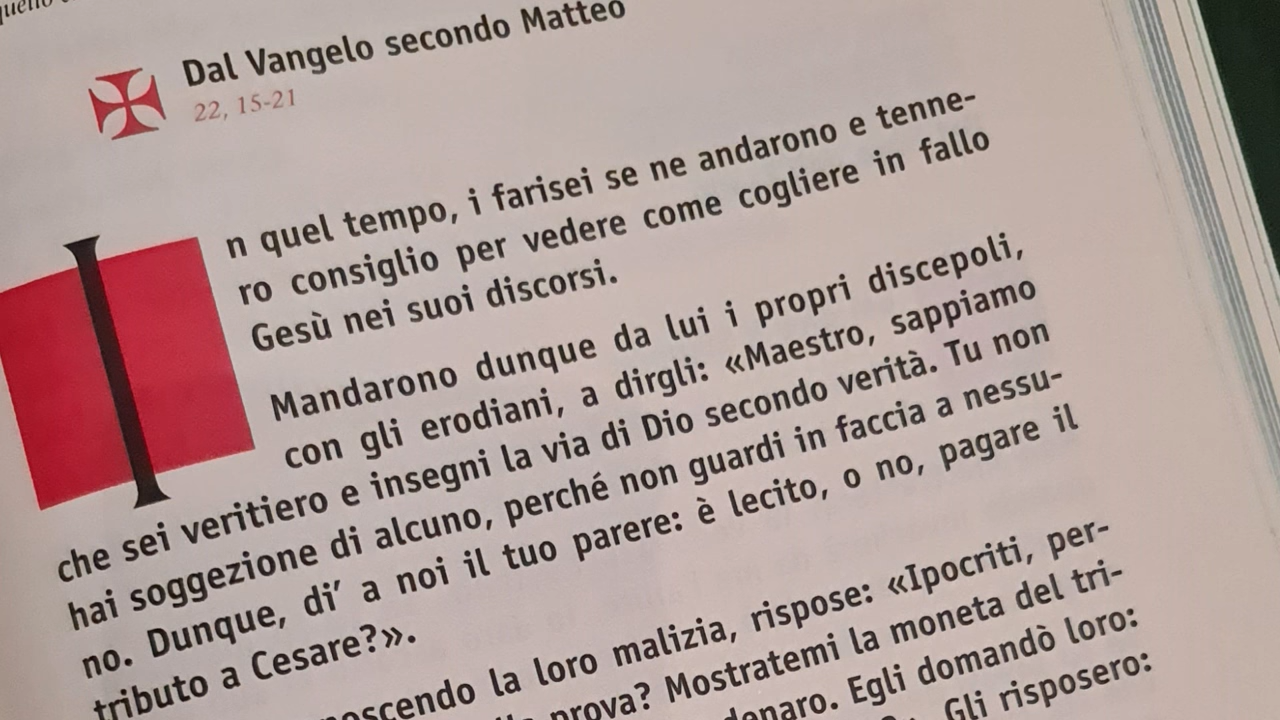 Dal Vangelo secondo Matteo
22, 15-21
In quel tempo, i farisei se ne andarono e tenne-
ro consiglio per vedere come cogliere in fallo
Gesù nei suoi discorsi.
Mandarono dunque da lui i propri discepoli,
con gli erodiani, a dirgli: «Maestro, sappiamo
che sei veritiero e insegni la via di Dio secondo verità. Tu non
hai soggezione di alcuno, perché non guardi in faccia a nessu-
no. Dunque, di' a noi il tuo parere: è lecito, o no, pagare il
tributo a Cesare?».
la loro malizia, rispose: «Ipocriti, per-
prova? Mostratemi la moneta del tri-
denaro. Egli domandò loro:
Gli risposero: